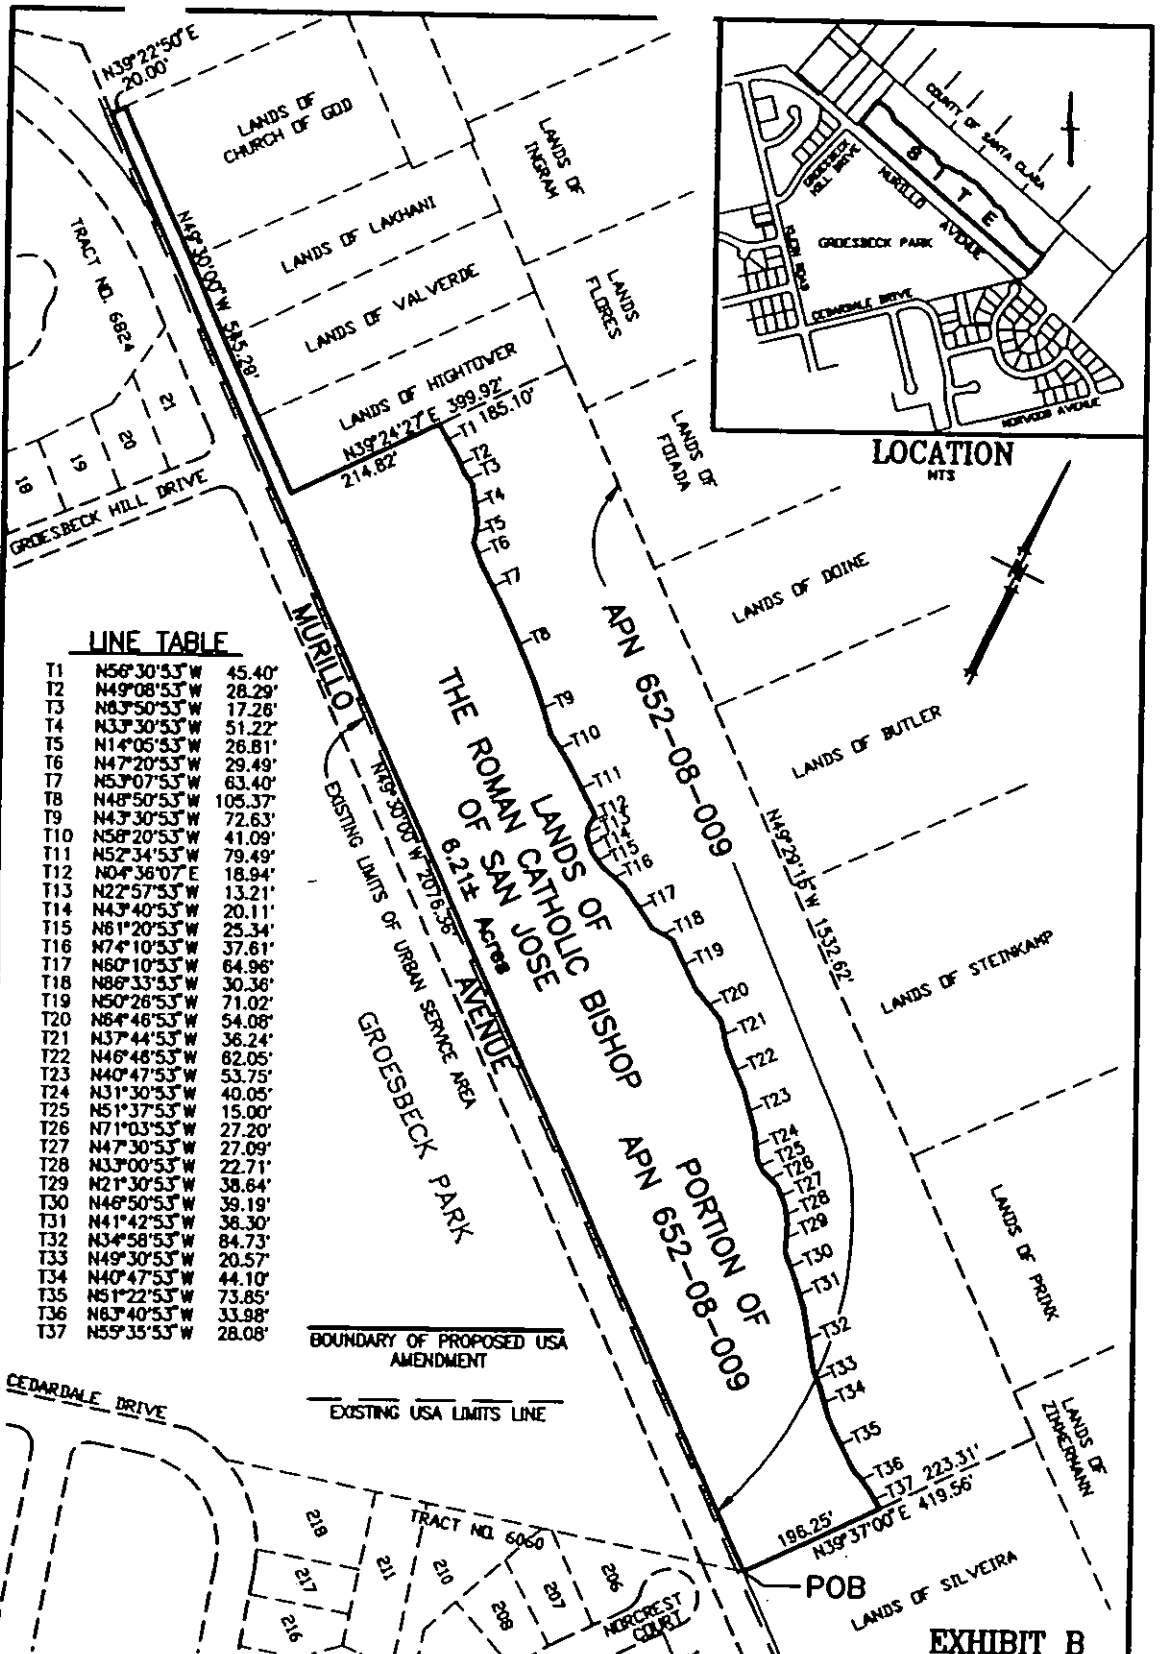 N39°22'50"E
20.00'
LANDS OF
CHURCH OF GOD
LANDS OF
INGRAM
TRACT NO. 6824
N49°30'00"W 545.29'
LANDS OF LAKHANI
LANDS OF VALVERDE
LANDS OF HIGHTOWER
LANDS
FLORES
N39°24'27"E 399.92'
214.82'
185.10'
LANDS OF
FOIADA
21
20
19
18
GROESBECK HILL DRIVE
COUNTY OF SANTA CLARA
GROESBECK
HILL DRIVE
SITE
MURILLO AVENUE
GROESBECK PARK
CEDARDALE DRIVE
NORWOOD AVENUE
LOCATION
NTS
N
LANDS OF DOINE
LANDS OF BUTLER
LANDS OF STEINKAMP
LANDS OF PRINK
LANDS OF
ZIMMERMANN
LANDS OF SILVEIRA
T1
T2
T3
T4
T5
T6
T7
T8
T9
T10
T11
T12
T13
T14
T15
T16
T17
T18
T19
T20
T21
T22
T23
T24
T25
T26
T27
T28
T29
T30
T31
T32
T33
T34
T35
T36
T37
APN 652-08-009
N49°29'15"W 1532.62'
MURILLO
AVENUE
N49°30'00"W 2076.36'
EXISTING LIMITS OF URBAN SERVICE AREA
GROESBECK PARK
LANDS OF
THE ROMAN CATHOLIC BISHOP
OF SAN JOSE
6.21± Acres
PORTION OF
APN 652-08-009
LINE TABLE
T1 N56°30'53"W 45.40'
T2 N49°08'53"W 28.29'
T3 N63°50'53"W 17.26'
T4 N33°30'53"W 51.22'
T5 N14°05'53"W 26.81'
T6 N47°20'53"W 29.49'
T7 N53°07'53"W 63.40'
T8 N48°50'53"W 105.37'
T9 N43°30'53"W 72.63'
T10 N58°20'53"W 41.09'
T11 N52°34'53"W 79.49'
T12 N04°36'07"E 18.94'
T13 N22°57'53"W 13.21'
T14 N43°40'53"W 20.11'
T15 N61°20'53"W 25.34'
T16 N74°10'53"W 37.61'
T17 N60°10'53"W 64.96'
T18 N86°33'53"W 30.36'
T19 N50°26'53"W 71.02'
T20 N64°46'53"W 54.08'
T21 N37°44'53"W 36.24'
T22 N46°46'53"W 62.05'
T23 N40°47'53"W 53.75'
T24 N31°30'53"W 40.05'
T25 N51°37'53"W 15.00'
T26 N71°03'53"W 27.20'
T27 N47°30'53"W 27.09'
T28 N33°00'53"W 22.71'
T29 N21°30'53"W 38.64'
T30 N46°50'53"W 39.19'
T31 N41°42'53"W 38.30'
T32 N34°58'53"W 84.73'
T33 N49°30'53"W 20.57'
T34 N40°47'53"W 44.10'
T35 N51°22'53"W 73.85'
T36 N63°40'53"W 33.98'
T37 N55°35'53"W 28.08'
BOUNDARY OF PROPOSED USA
AMENDMENT
EXISTING USA LIMITS LINE
CEDARDALE DRIVE
TRACT NO. 6060
218
217
216
211
210
208
207
206
NORCREST
COURT
223.31'
196.25'
N39°37'00"E 419.56'
POB
EXHIBIT B